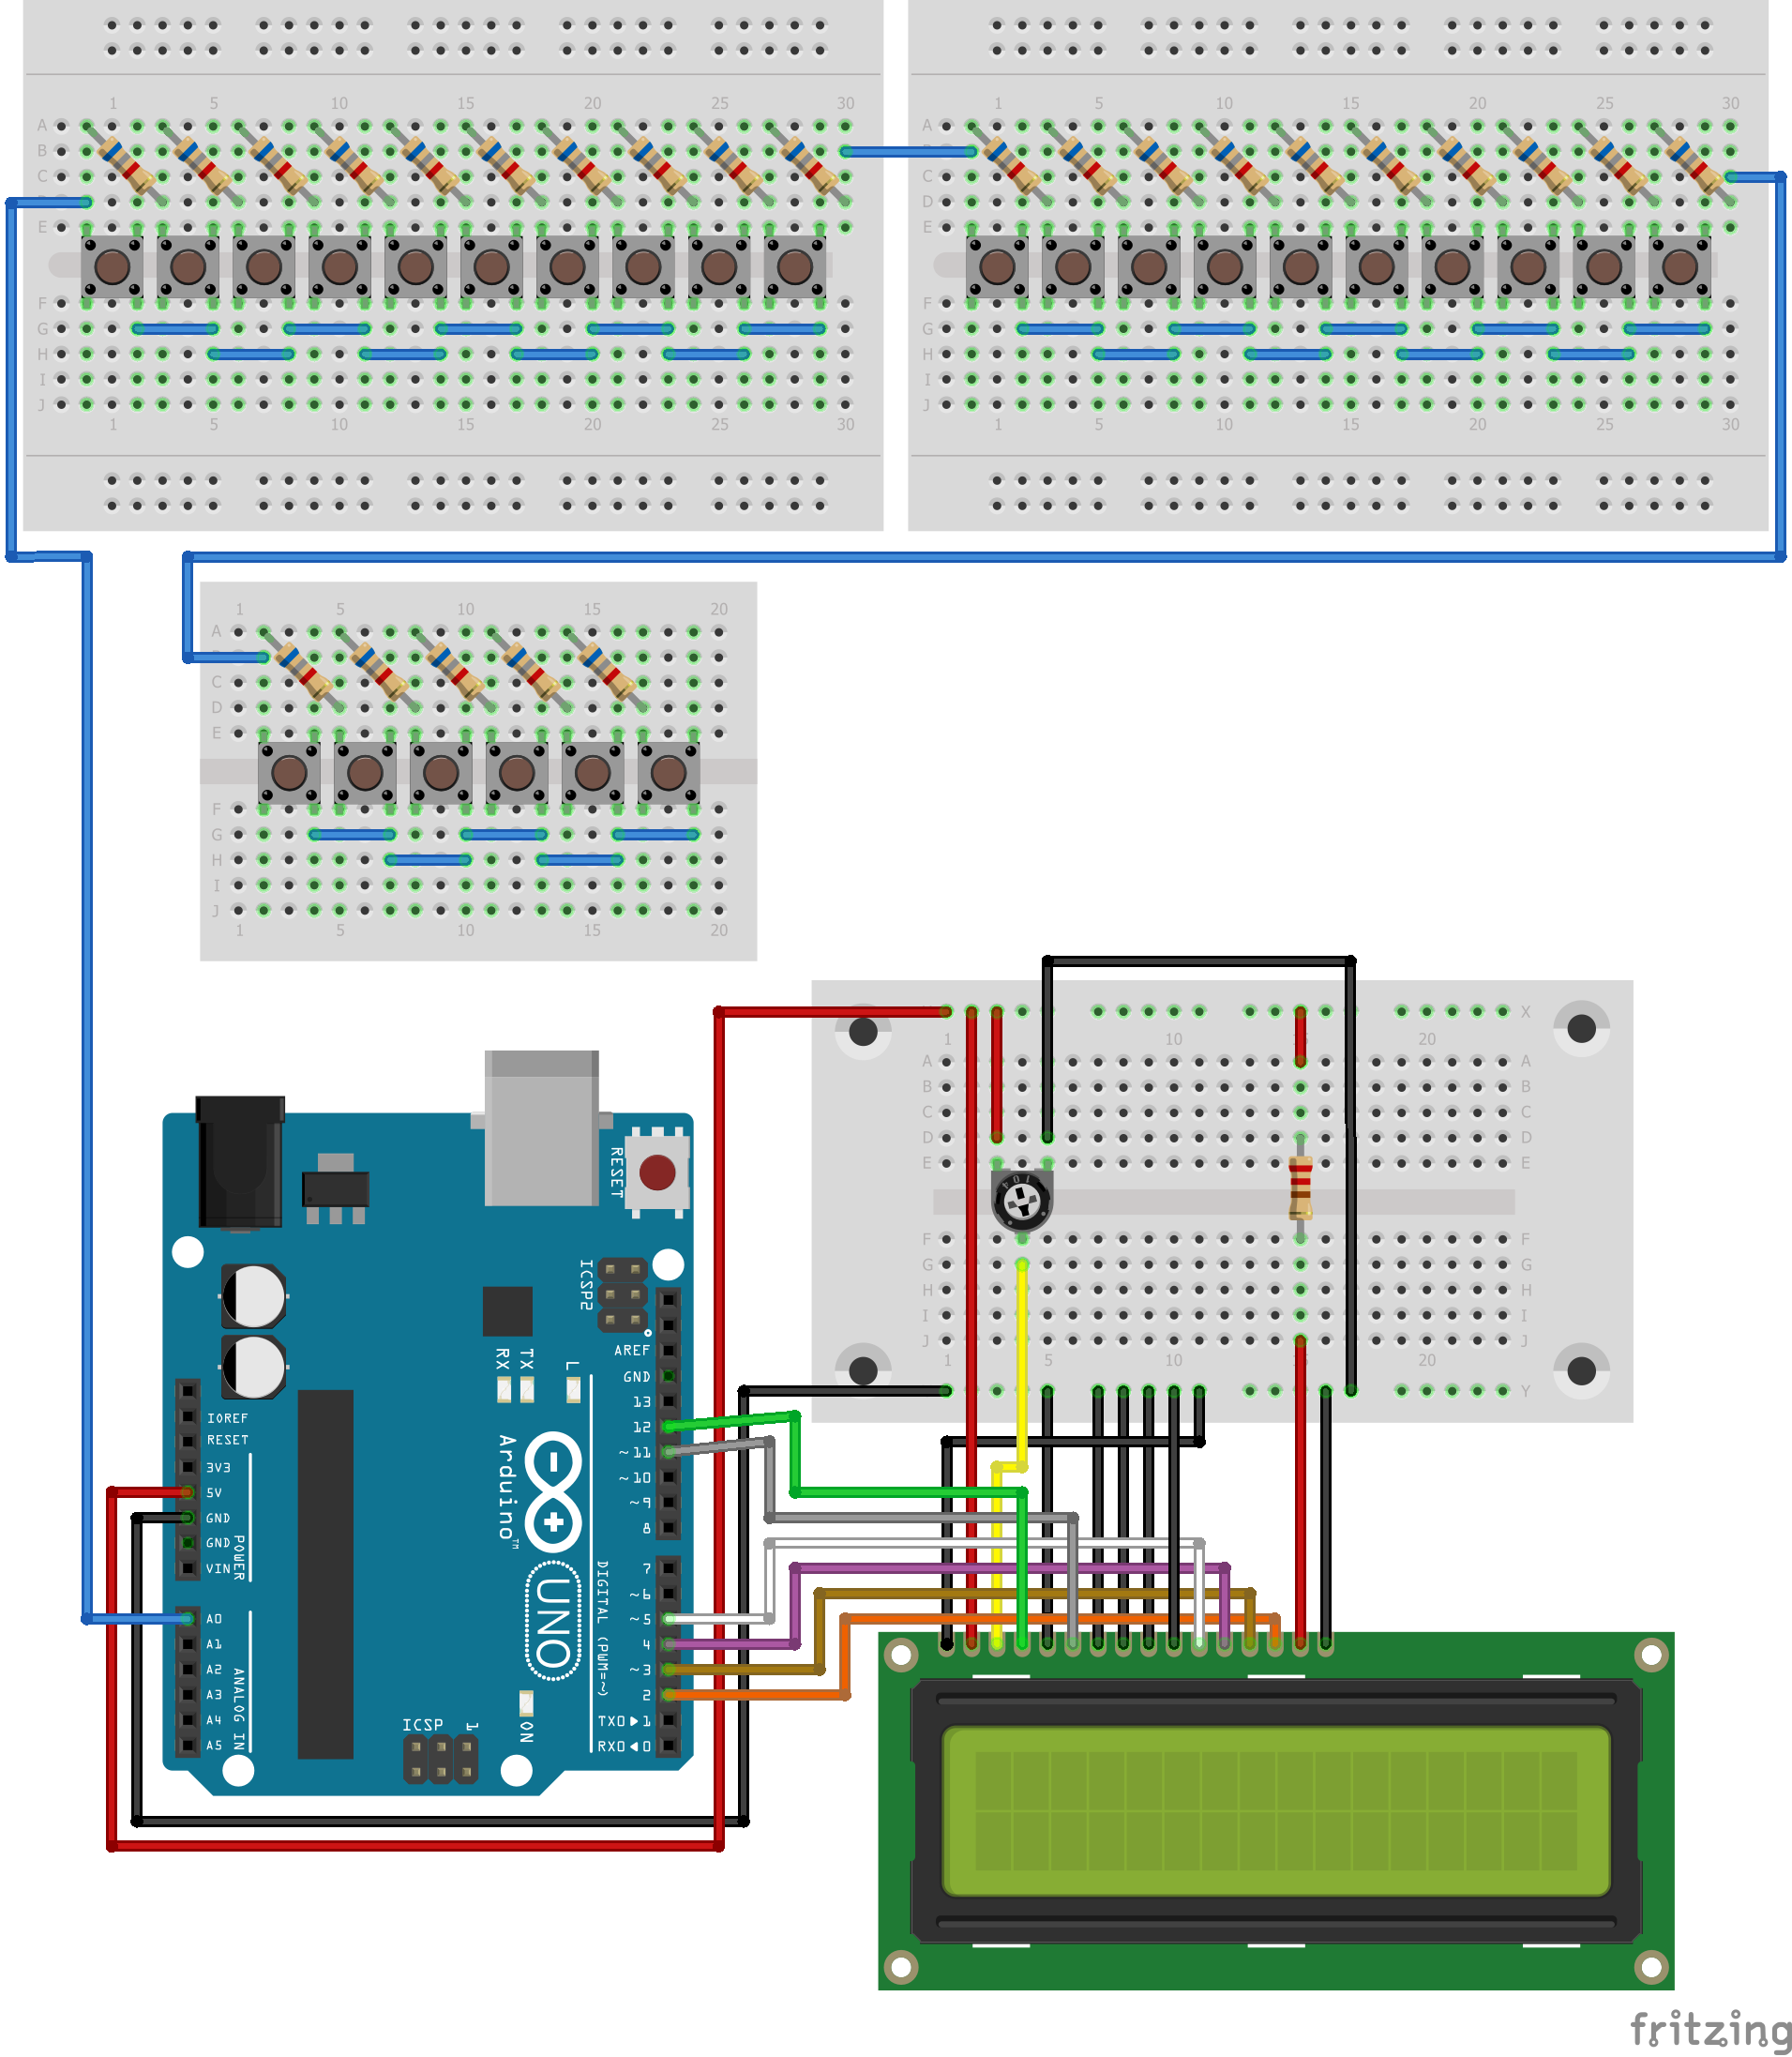 1 5 10 15 20 25 30
1 5 10 15 20 25 30
A A
B
C C
D
E E
F F
G G
H H
I I
J J
1 5 10 15 20 25 30
1 5 10 15 20 25 30
1 5 10 15 20
A
C
D
E
F
G
H
I
J
1 5 10 15 20
X
1 10 20
A A
B B
C C
D D
E E
104
F F
G G
H H
I I
J J
1 5 10 20
Y
RESET
ICSP2
AREF
GND
13
12
~11
~10
~9
8
7
~6
~5
4
~3
2
TX0▶1
RX0◀0
RX
TX
L
IOREF
RESET
3V3
5V
GND
GND
VIN
POWER
A0
A1
A2
A3
A4
A5
ANALOG IN
Arduino™
UNO
DIGITAL (PWM=~)
ICSP
1
ON
fritzing